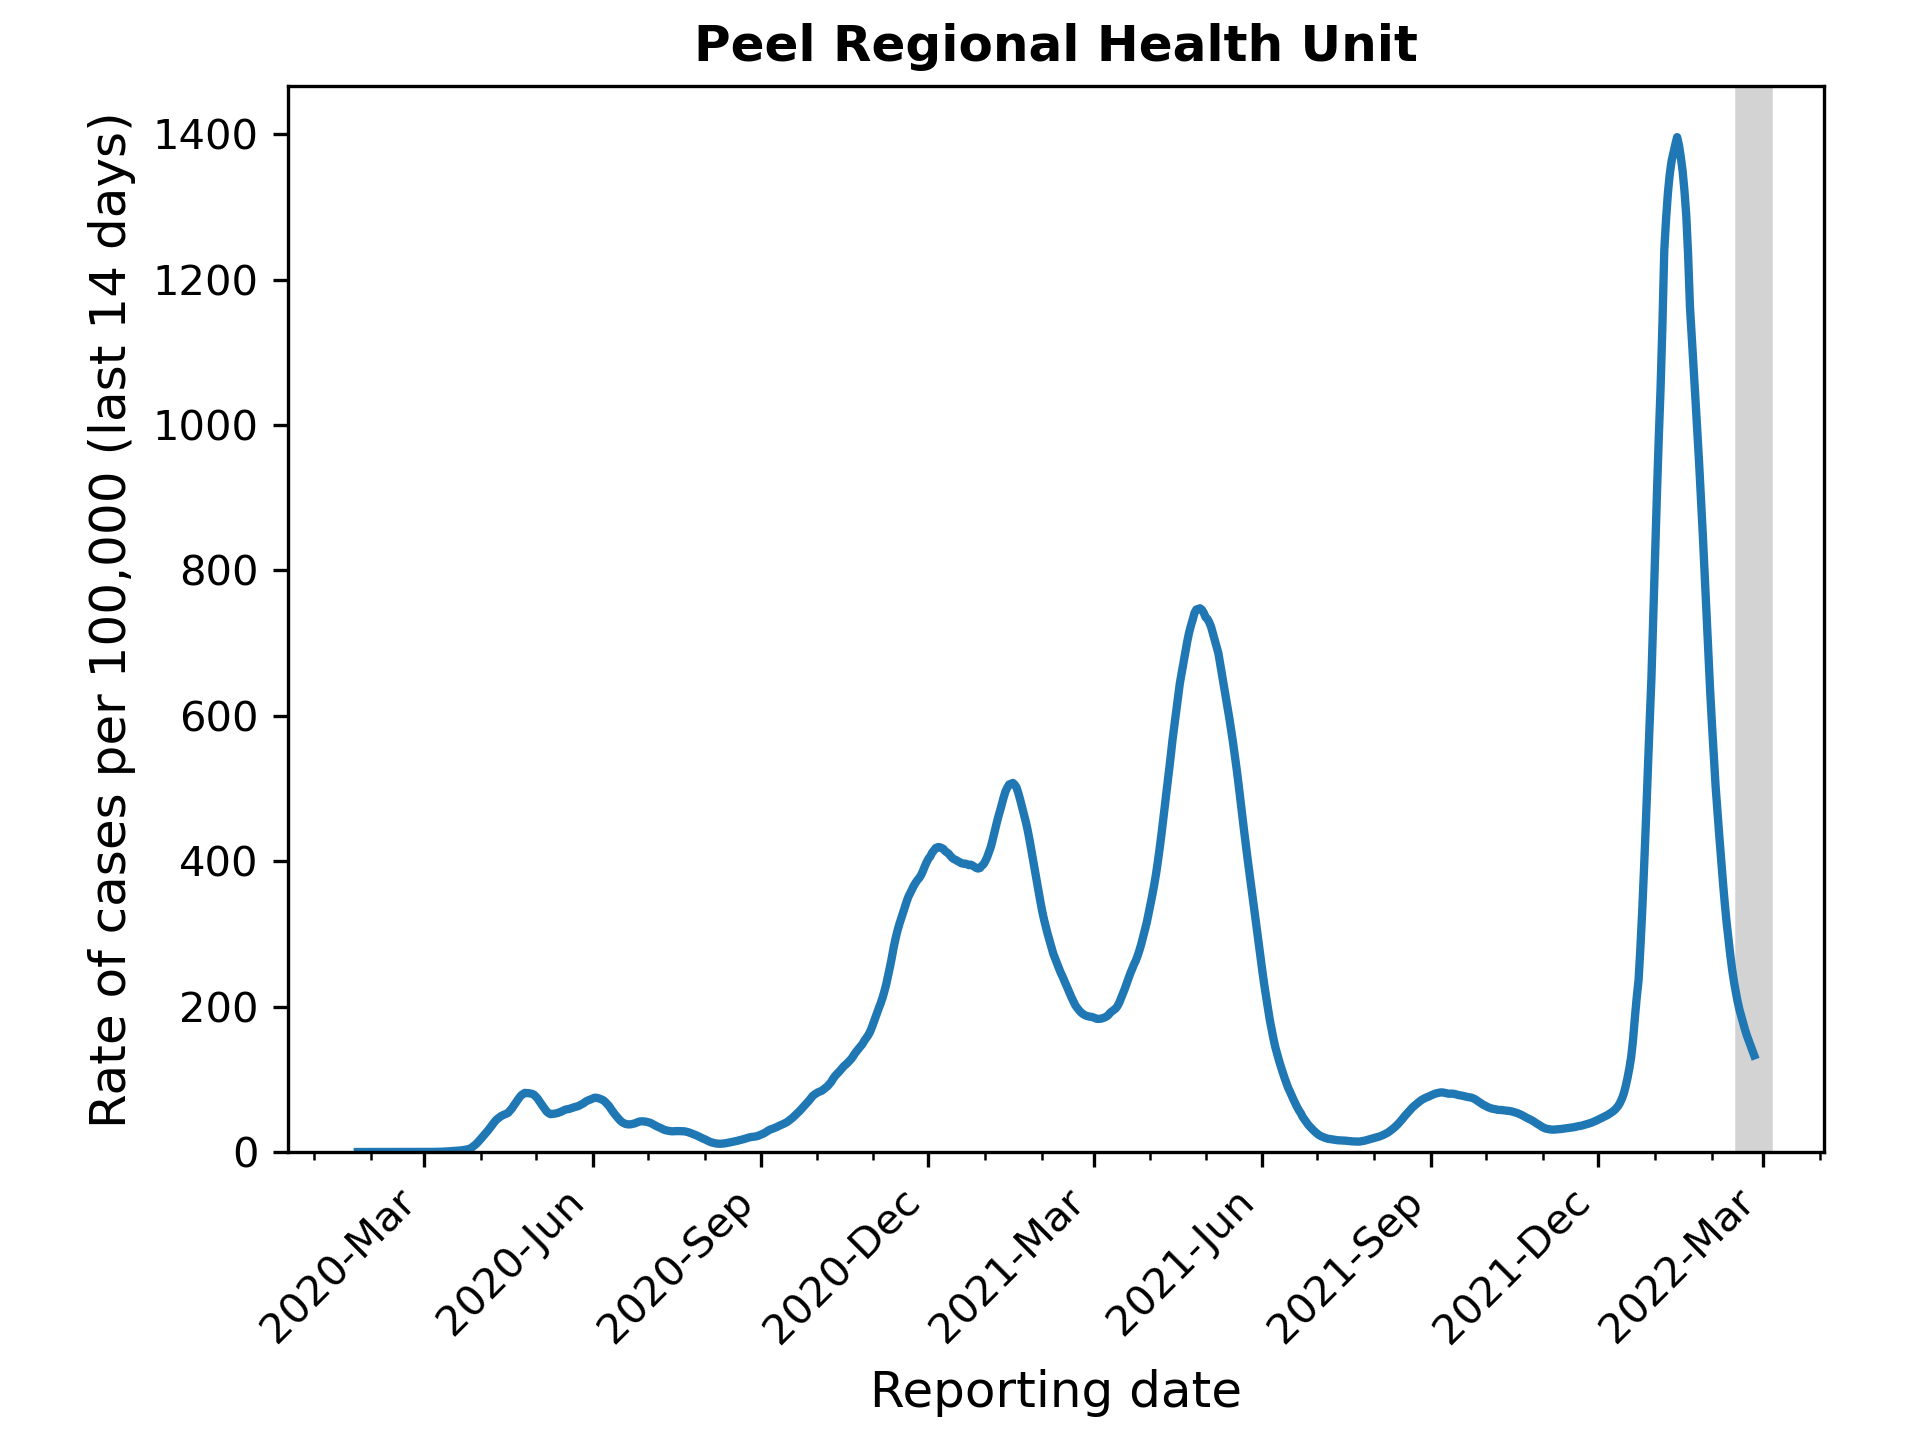 Peel Regional Health Unit
Rate of cases per 100,000 (last 14 days)
1400
1200
1000
800
600
400
200
0
2020-Mar
2020-Jun
2020-Sep
2020-Dec
2021-Mar
2021-Jun
2021-Sep
2021-Dec
2022-Mar
Reporting date